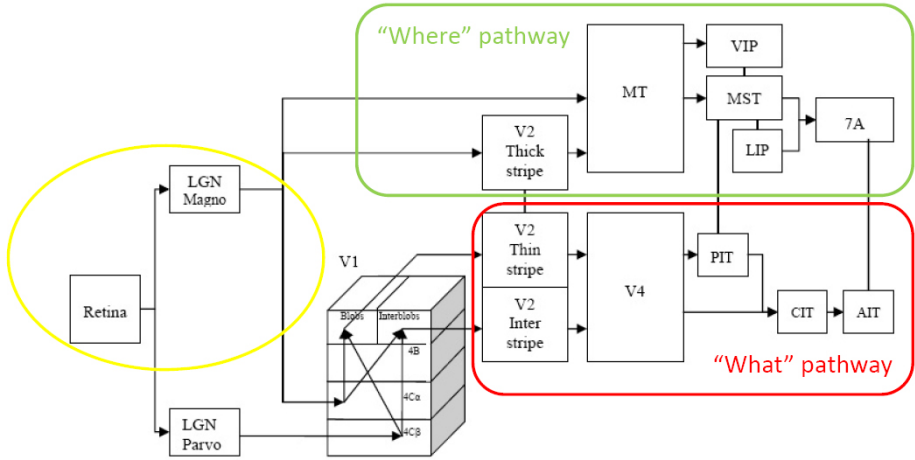 “Where” pathway
VIP
MT
MST
7A
V2
Thick
stripe
LIP
LGN
Magno
V2
Thin
stripe
V1
PIT
V4
Retina
Blobs
Interblobs
V2
Inter
stripe
CIT
AIT
4B
“What” pathway
4Cα
LGN
Parvo
4Cβ